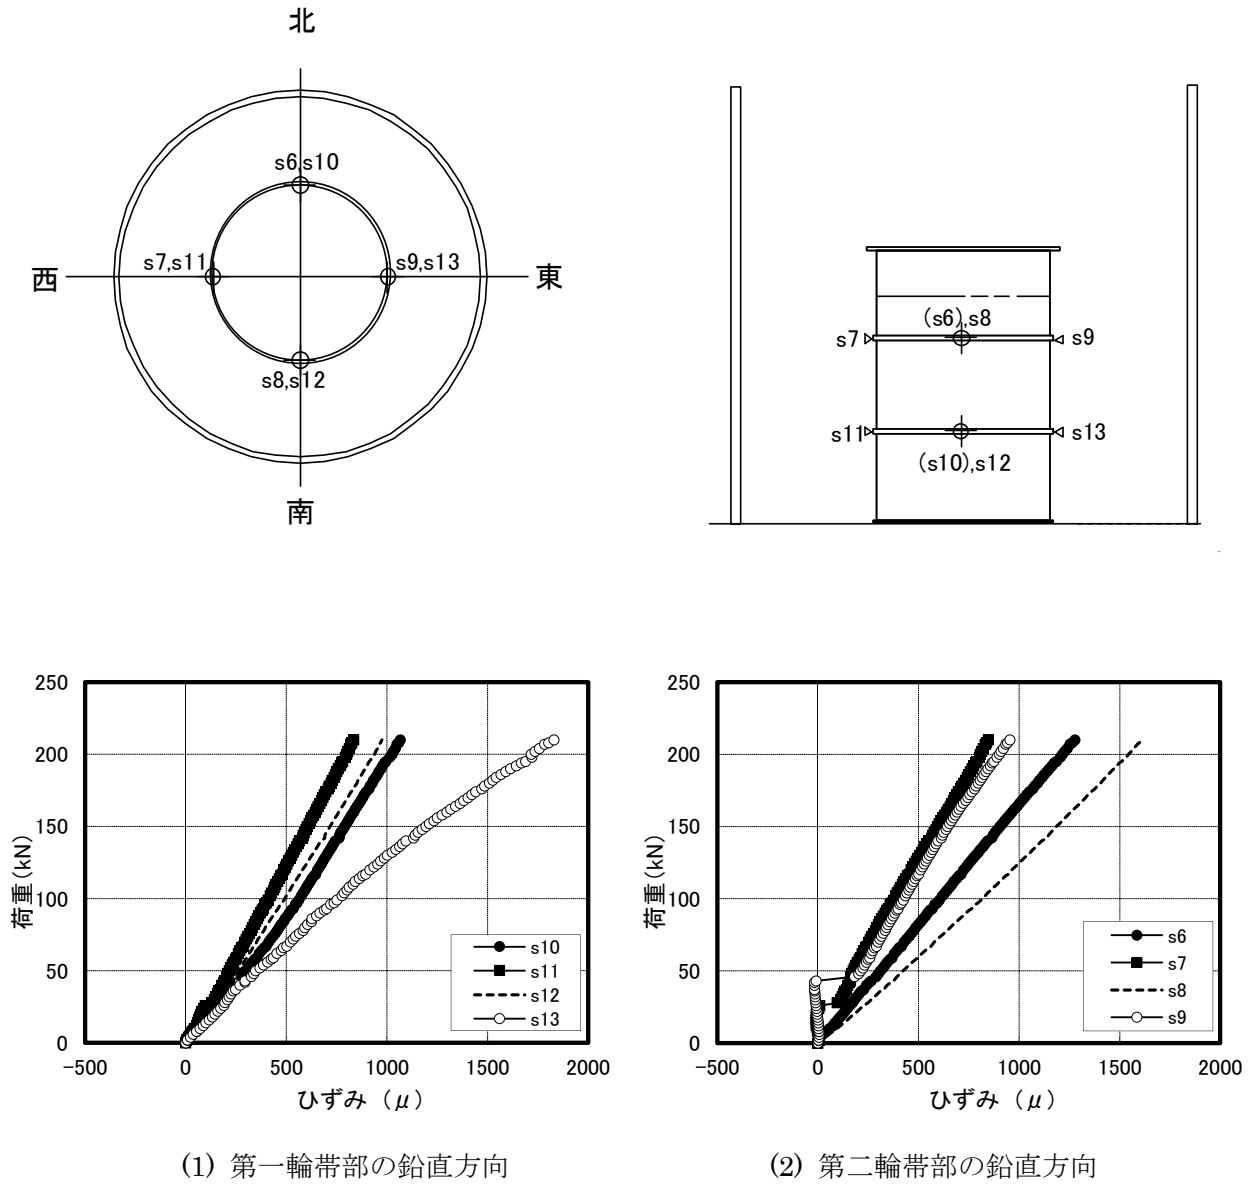 北
s6,s10
s7,s11
s9,s13
西
東
s8,s12
南
(s6),s8
s7
s9
s11
s13
(s10),s12
250
200
150
100
50
0
荷重(kN)
s10
s11
s12
s13
-500 0 500 1000 1500 2000
ひずみ (μ)
(1) 第一輪帯部の鉛直方向
250
200
150
100
50
0
荷重(kN)
s6
s7
s8
s9
-500 0 500 1000 1500 2000
ひずみ (μ)
(2) 第二輪帯部の鉛直方向